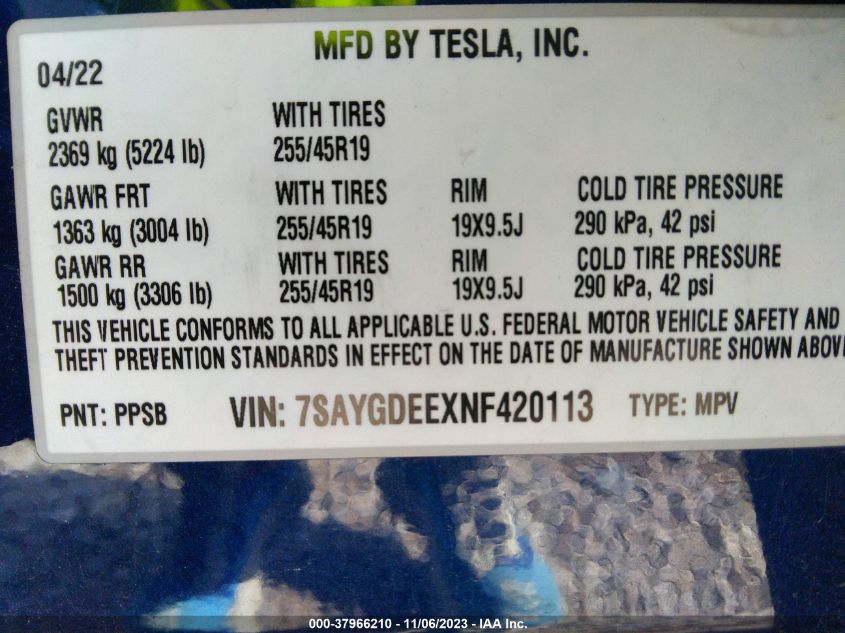 MFD BY TESLA, INC.
04/22
GVWR WITH TIRES
2369 kg (5224 lb) 255/45R19
GAWR FRT WITH TIRES RIM COLD TIRE PRESSURE
1363 kg (3004 lb) 255/45R19 19X9.5J 290 kPa, 42 psi
GAWR RR WITH TIRES RIM COLD TIRE PRESSURE
1500 kg (3306 lb) 255/45R19 19X9.5J 290 kPa, 42 psi
THIS VEHICLE CONFORMS TO ALL APPLICABLE U.S. FEDERAL MOTOR VEHICLE SAFETY AND
THEFT PREVENTION STANDARDS IN EFFECT ON THE DATE OF MANUFACTURE SHOWN ABOV
PNT: PPSB VIN: 7SAYGDEEXNF420113 TYPE: MPV
000-37966210 - 11/06/2023 - IAA Inc.